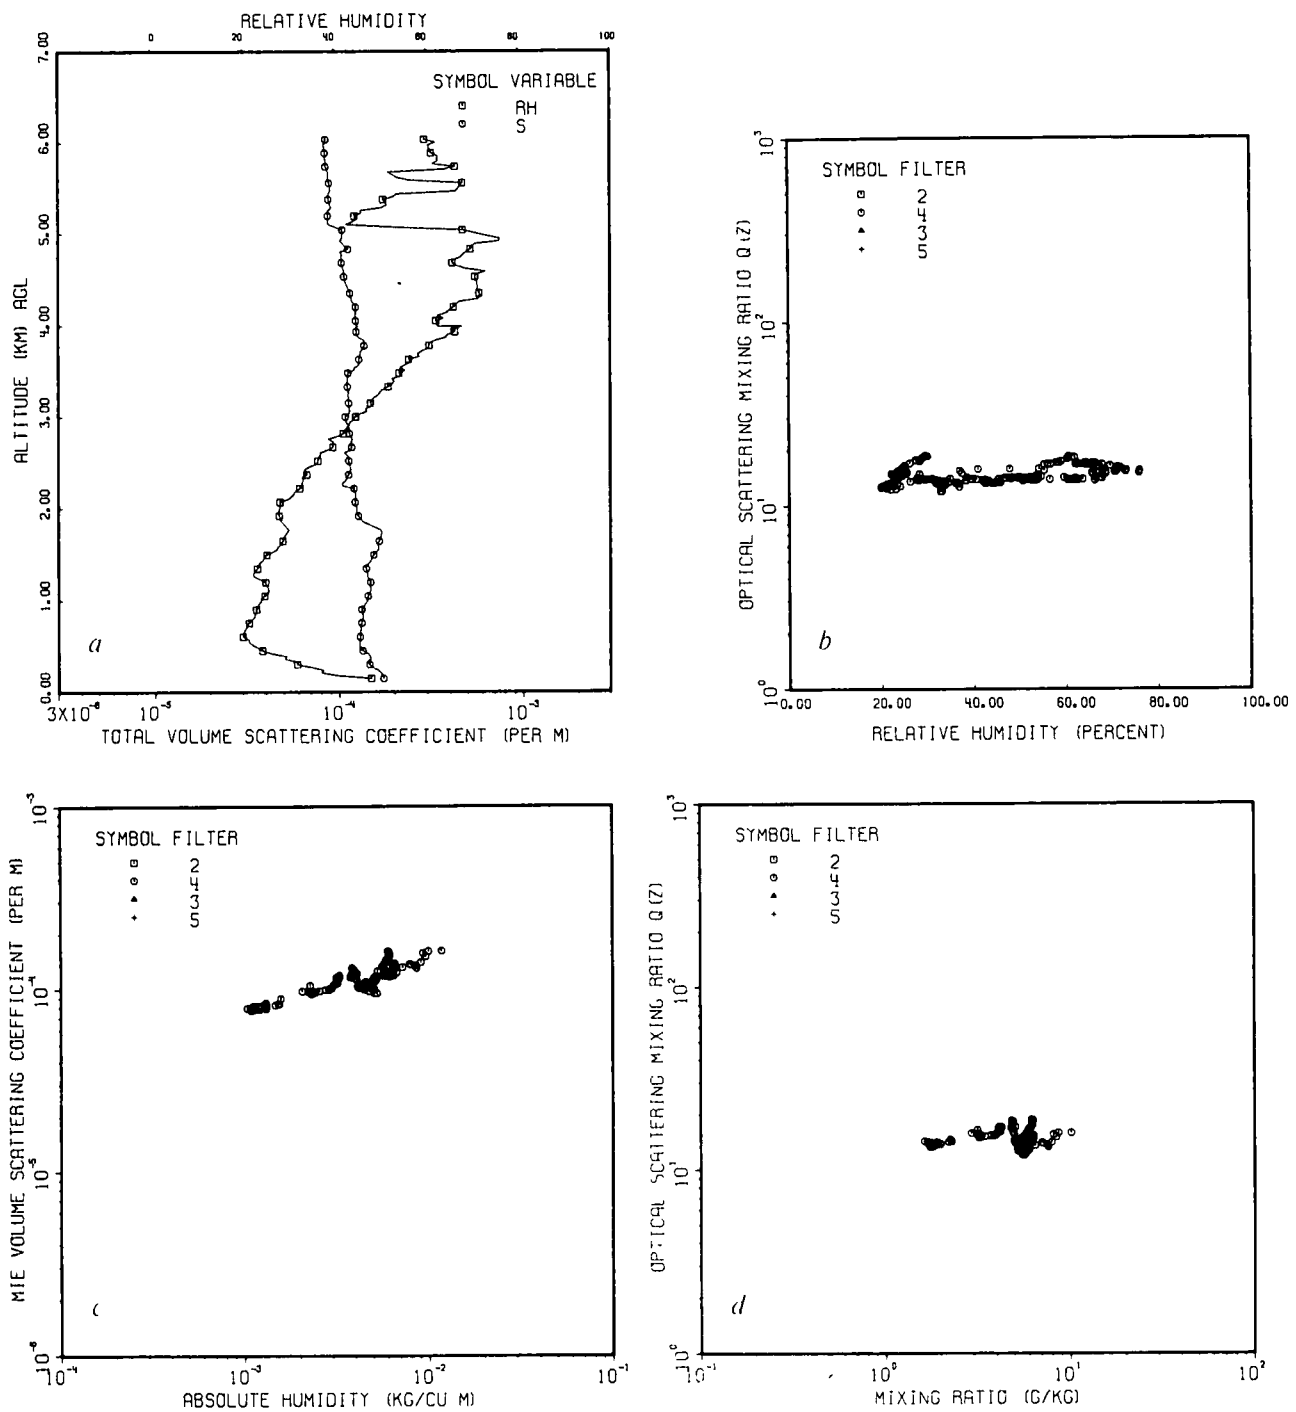 RELATIVE HUMIDITY
0 20 40 60 80 100
7.00
6.00
5.00
4.00
3.00
2.00
1.00
0.00
ALTITUDE (KM) AGL
SYMBOL VARIABLE
RH
S
a
3X10⁻⁶ 10⁻⁵ 10⁻⁴ 10⁻³
TOTAL VOLUME SCATTERING COEFFICIENT (PER M)
10³
10²
10¹
10⁰
OPTICAL SCATTERING MIXING RATIO Q(Z)
SYMBOL FILTER
2
4
3
5
b
0.00 20.00 40.00 60.00 80.00 100.00
RELATIVE HUMIDITY (PERCENT)
10⁻³
10⁻⁴
10⁻⁵
10⁻⁶
MIE VOLUME SCATTERING COEFFICIENT (PER M)
SYMBOL FILTER
2
4
3
5
c
10⁻⁴ 10⁻³ 10⁻² 10⁻¹
ABSOLUTE HUMIDITY (KG/CU M)
10³
10²
10¹
10⁰
OPTICAL SCATTERING MIXING RATIO Q(Z)
SYMBOL FILTER
2
4
3
5
d
10⁻¹ 10⁰ 10¹ 10²
MIXING RATIO (G/KG)